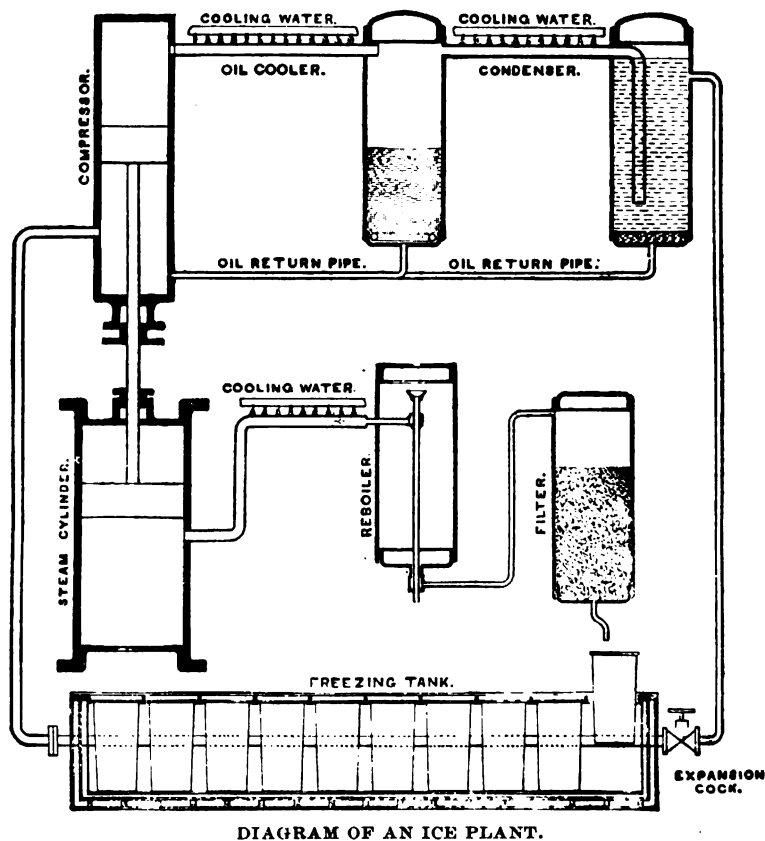 COOLING WATER.
COOLING WATER.
OIL COOLER.
CONDENSER.
COMPRESSOR.
OIL RETURN PIPE.
OIL RETURN PIPE.
COOLING WATER.
STEAM CYLINDER.
REBOILER.
FILTER.
FREEZING TANK.
EXPANSION
COCK.
DIAGRAM OF AN ICE PLANT.